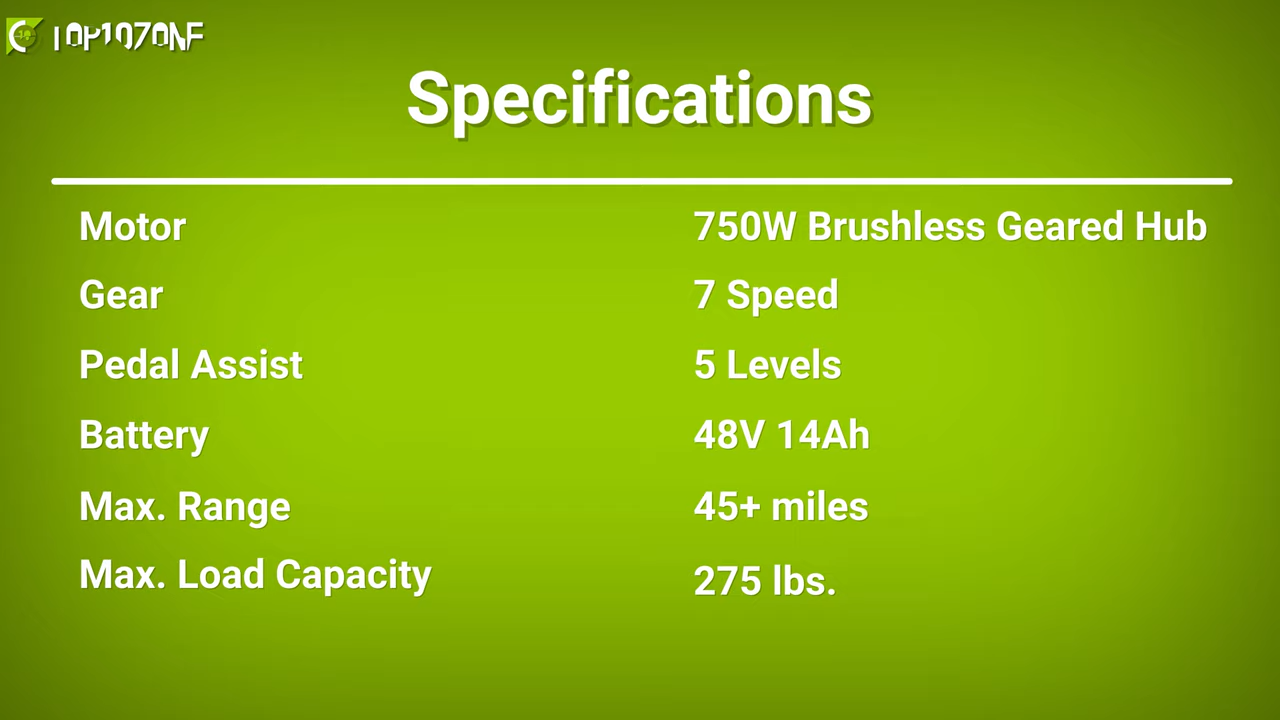 TOP10ZONE
Specifications
Motor 750W Brushless Geared Hub
Gear 7 Speed
Pedal Assist 5 Levels
Battery 48V 14Ah
Max. Range 45+ miles
Max. Load Capacity 275 lbs.